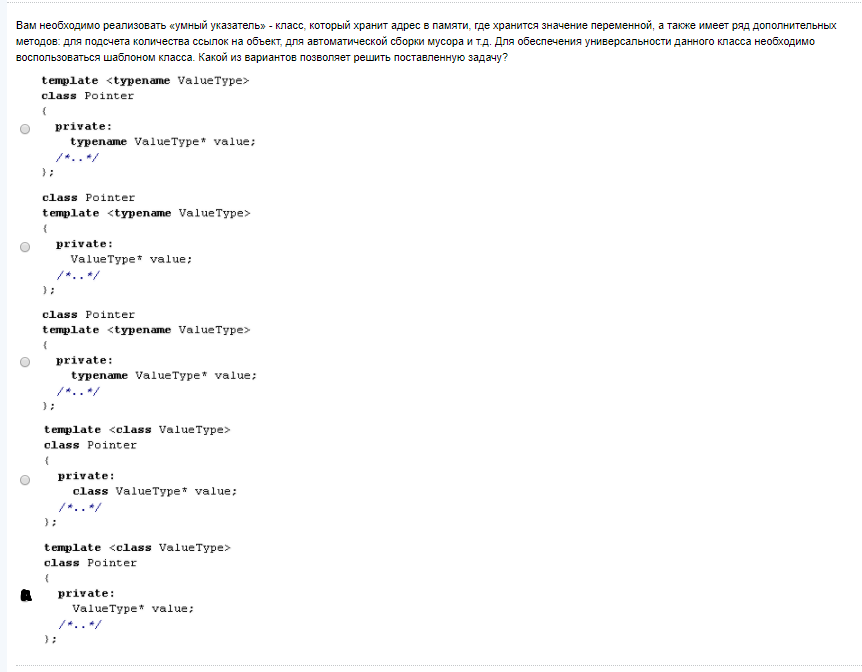 Вам необходимо реализовать «умный указатель» - класс, который хранит адрес в памяти, где хранится значение переменной, а также имеет ряд дополнительных
методов: для подсчета количества ссылок на объект, для автоматической сборки мусора и т.д. Для обеспечения универсальности данного класса необходимо
воспользоваться шаблоном класса. Какой из вариантов позволяет решить поставленную задачу?
template <typename ValueType>
class Pointer
{
private:
typename ValueType* value;
/*..*/
};
class Pointer
template <typename ValueType>
{
private:
ValueType* value;
/*..*/
};
class Pointer
template <typename ValueType>
{
private:
typename ValueType* value;
/*..*/
};
template <class ValueType>
class Pointer
{
private:
class ValueType* value;
/*..*/
};
template <class ValueType>
class Pointer
{
private:
ValueType* value;
/*..*/
};